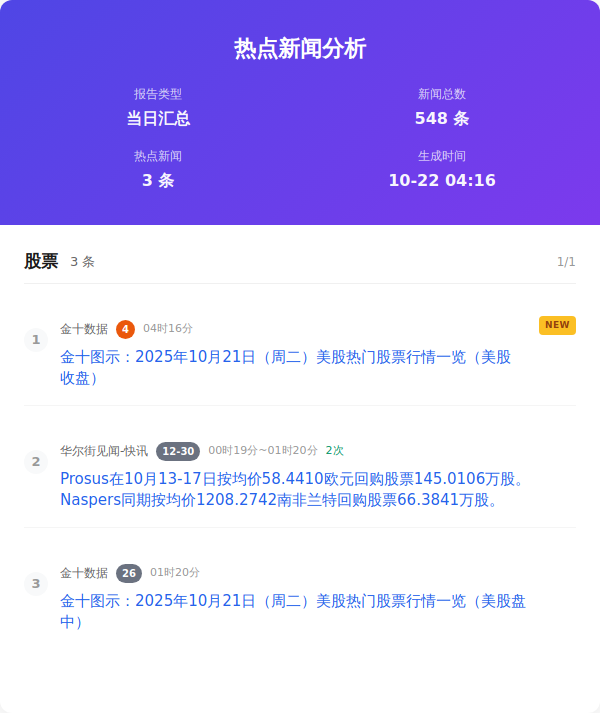 热点新闻分析
报告类型
新闻总数
当日汇总
548 条
热点新闻
生成时间
3 条
10-22 04:16
股票 3 条 1/1
NEW
1
金十数据 4 04时16分
金十图示：2025年10月21日（周二）美股热门股票行情一览（美股
收盘）
2
华尔街见闻-快讯 12-30 00时19分~01时20分 2次
Prosus在10月13-17日按均价58.4410欧元回购股票145.0106万股。
Naspers同期按均价1208.2742南非兰特回购股票66.3841万股。
3
金十数据 26 01时20分
金十图示：2025年10月21日（周二）美股热门股票行情一览（美股盘
中）